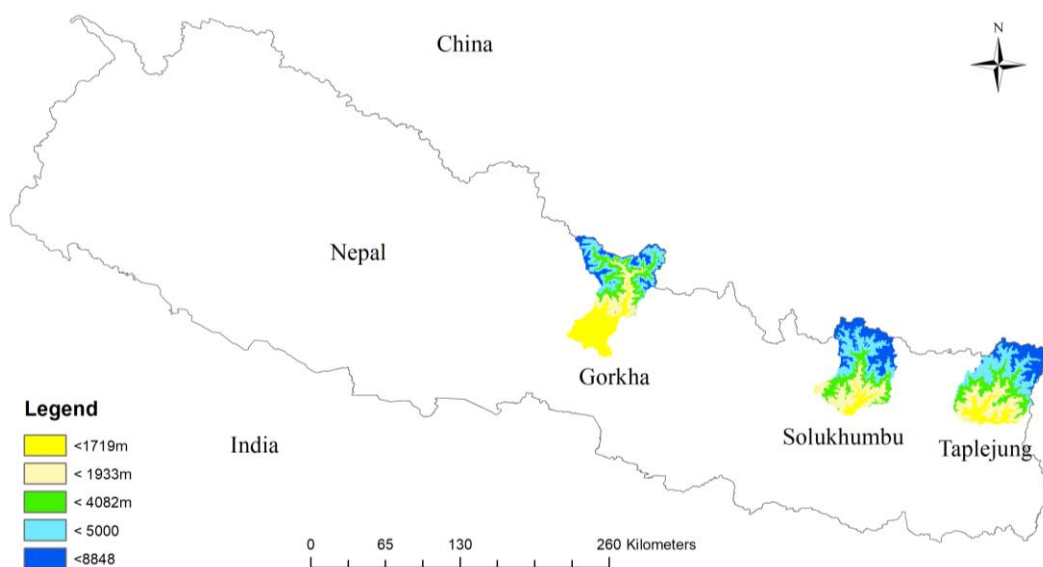 China
N
Nepal
Gorkha
Solukhumbu
Taplejung
India
Legend
<1719m
< 1933m
< 4082m
< 5000
<8848
0 65 130 260 Kilometers